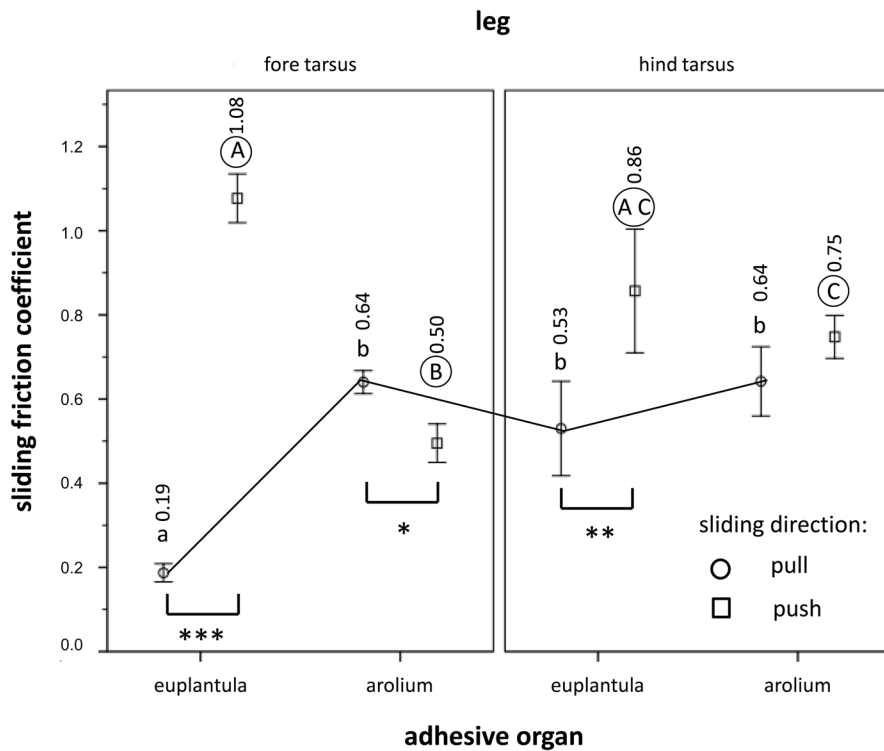 leg
fore tarsus
hind tarsus
sliding friction coefficient
1.2
1.0
0.8
0.6
0.4
0.2
0.0
a 0.19
A 1.08
b 0.64
B 0.50
b 0.53
A C 0.86
b 0.64
C 0.75
***
*
**
sliding direction:
pull
push
euplantula
arolium
euplantula
arolium
adhesive organ